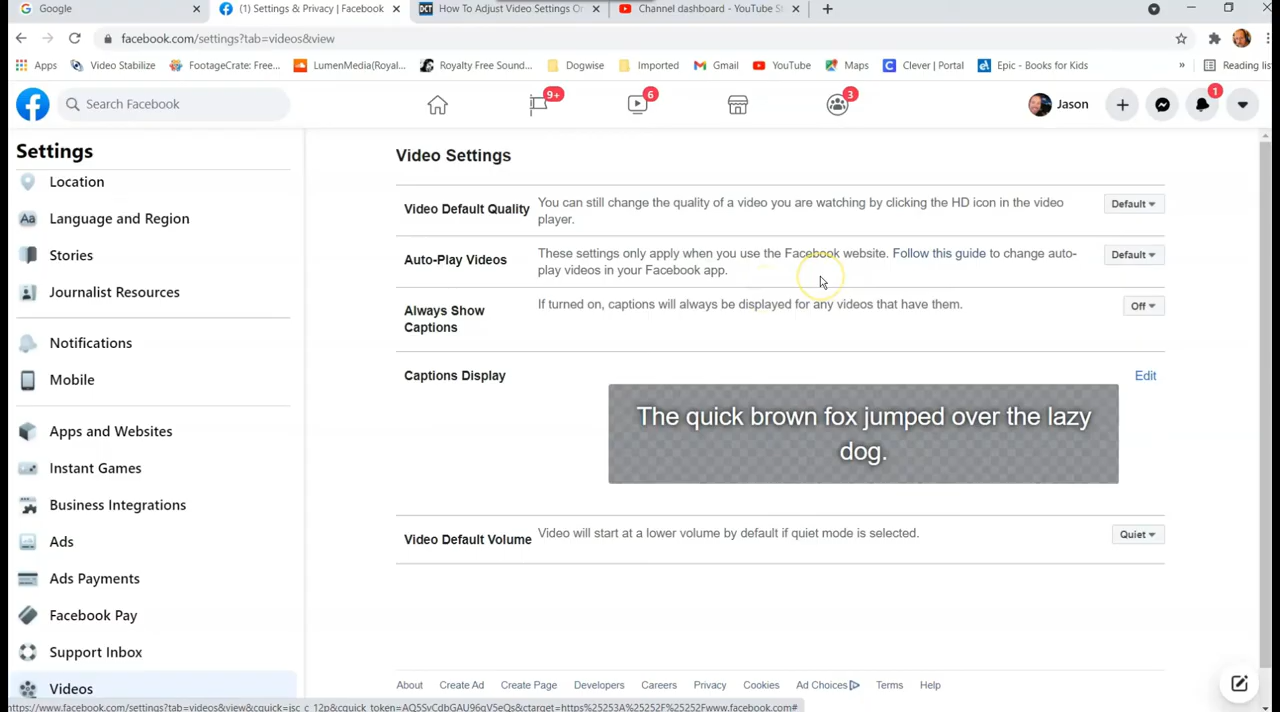 Google
(1) Settings & Privacy | Facebook
How To Adjust Video Settings On
Channel dashboard - YouTube St
facebook.com/settings?tab=videos&view
Apps
Video Stabilize
FootageCrate: Free...
LumenMedia(Royal...
Royalty Free Sound...
Dogwise
Imported
Gmail
YouTube
Maps
Clever | Portal
Epic - Books for Kids
»
Reading list
Search Facebook
9+
6
3
Jason
1
Settings
Location
Language and Region
Stories
Journalist Resources
Notifications
Mobile
Apps and Websites
Instant Games
Business Integrations
Ads
Ads Payments
Facebook Pay
Support Inbox
Videos
Video Settings
Video Default Quality
You can still change the quality of a video you are watching by clicking the HD icon in the video
player.
Default
Auto-Play Videos
These settings only apply when you use the Facebook website. Follow this guide to change auto-
play videos in your Facebook app.
Default
Always Show
Captions
If turned on, captions will always be displayed for any videos that have them.
Off
Captions Display
Edit
The quick brown fox jumped over the lazy
dog.
Video Default Volume
Video will start at a lower volume by default if quiet mode is selected.
Quiet
About
Create Ad
Create Page
Developers
Careers
Privacy
Cookies
Ad Choices
Terms
Help